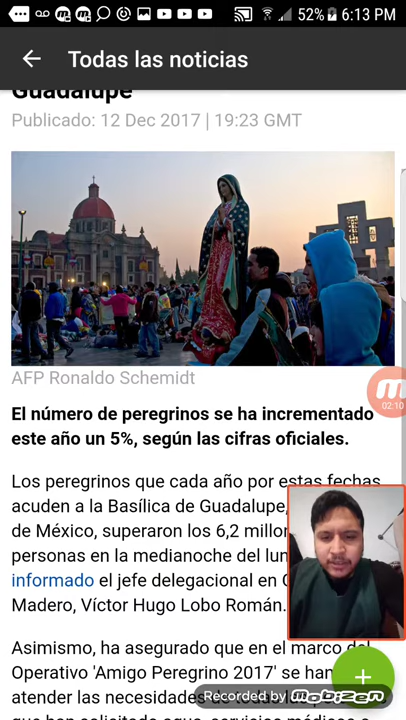 52% 6:13 PM
Todas las noticias
Guadalupe
Publicado: 12 Dec 2017 | 19:23 GMT
AFP Ronaldo Schemidt
02:10
El número de peregrinos se ha incrementado
este año un 5%, según las cifras oficiales.
Los peregrinos que cada año por estas fechas
acuden a la Basílica de Guadalupe,
de México, superaron los 6,2
personas en la medianoche del
informado el jefe delegacional en
Madero, Víctor Hugo Lobo Román.
Asimismo, ha asegurado que en el marco del
Operativo 'Amigo Peregrino 2017' se
atender las necesidades
Recorded by mobizen